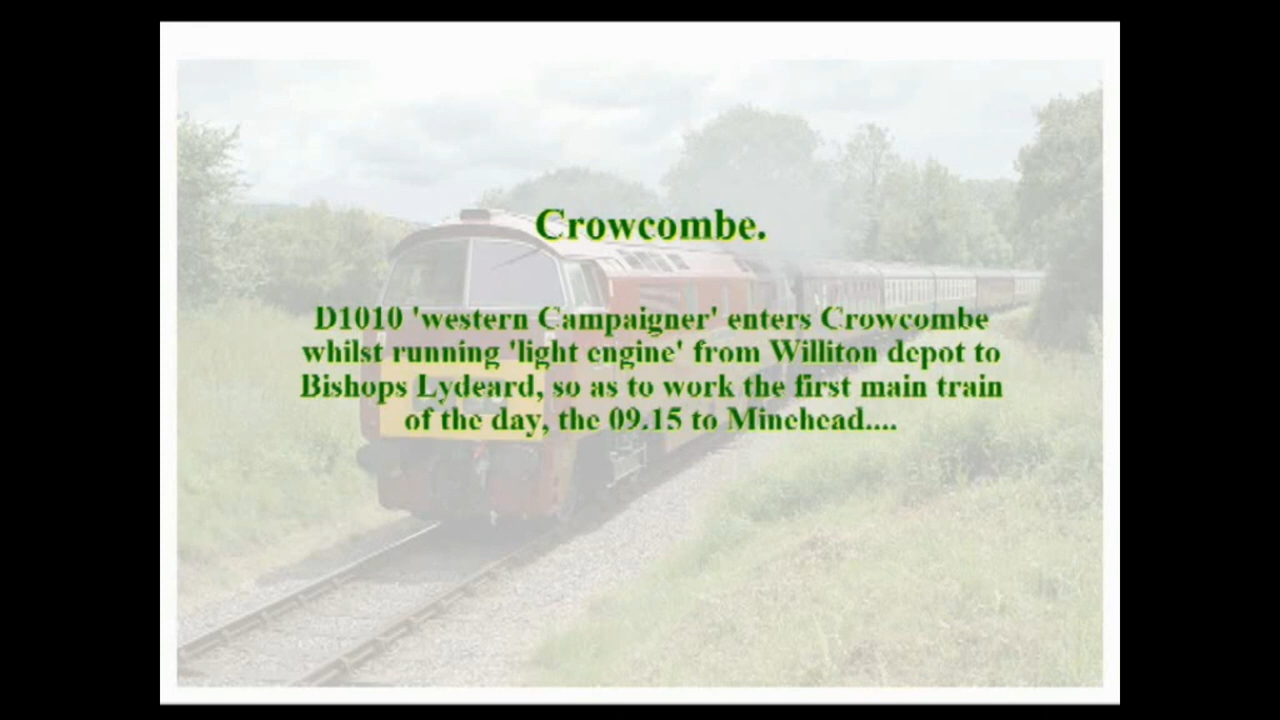 Crowcombe.
D1010 'western Campaigner' enters Crowcombe
whilst running 'light engine' from Williton depot to
Bishops Lydeard, so as to work the first main train
of the day, the 09.15 to Minehead....